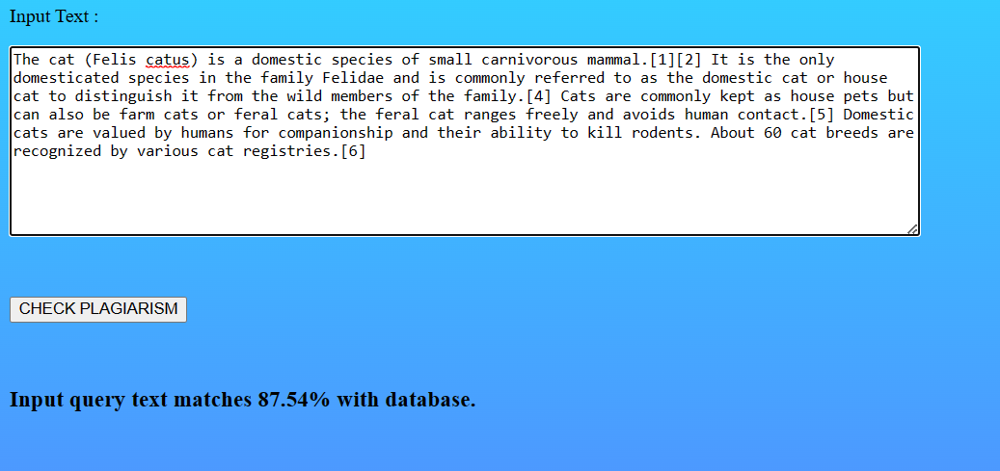 Input Text :
The cat (Felis catus) is a domestic species of small carnivorous mammal.[1][2] It is the only
domesticated species in the family Felidae and is commonly referred to as the domestic cat or house
cat to distinguish it from the wild members of the family.[4] Cats are commonly kept as house pets but
can also be farm cats or feral cats; the feral cat ranges freely and avoids human contact.[5] Domestic
cats are valued by humans for companionship and their ability to kill rodents. About 60 cat breeds are
recognized by various cat registries.[6]
CHECK PLAGIARISM
Input query text matches 87.54% with database.